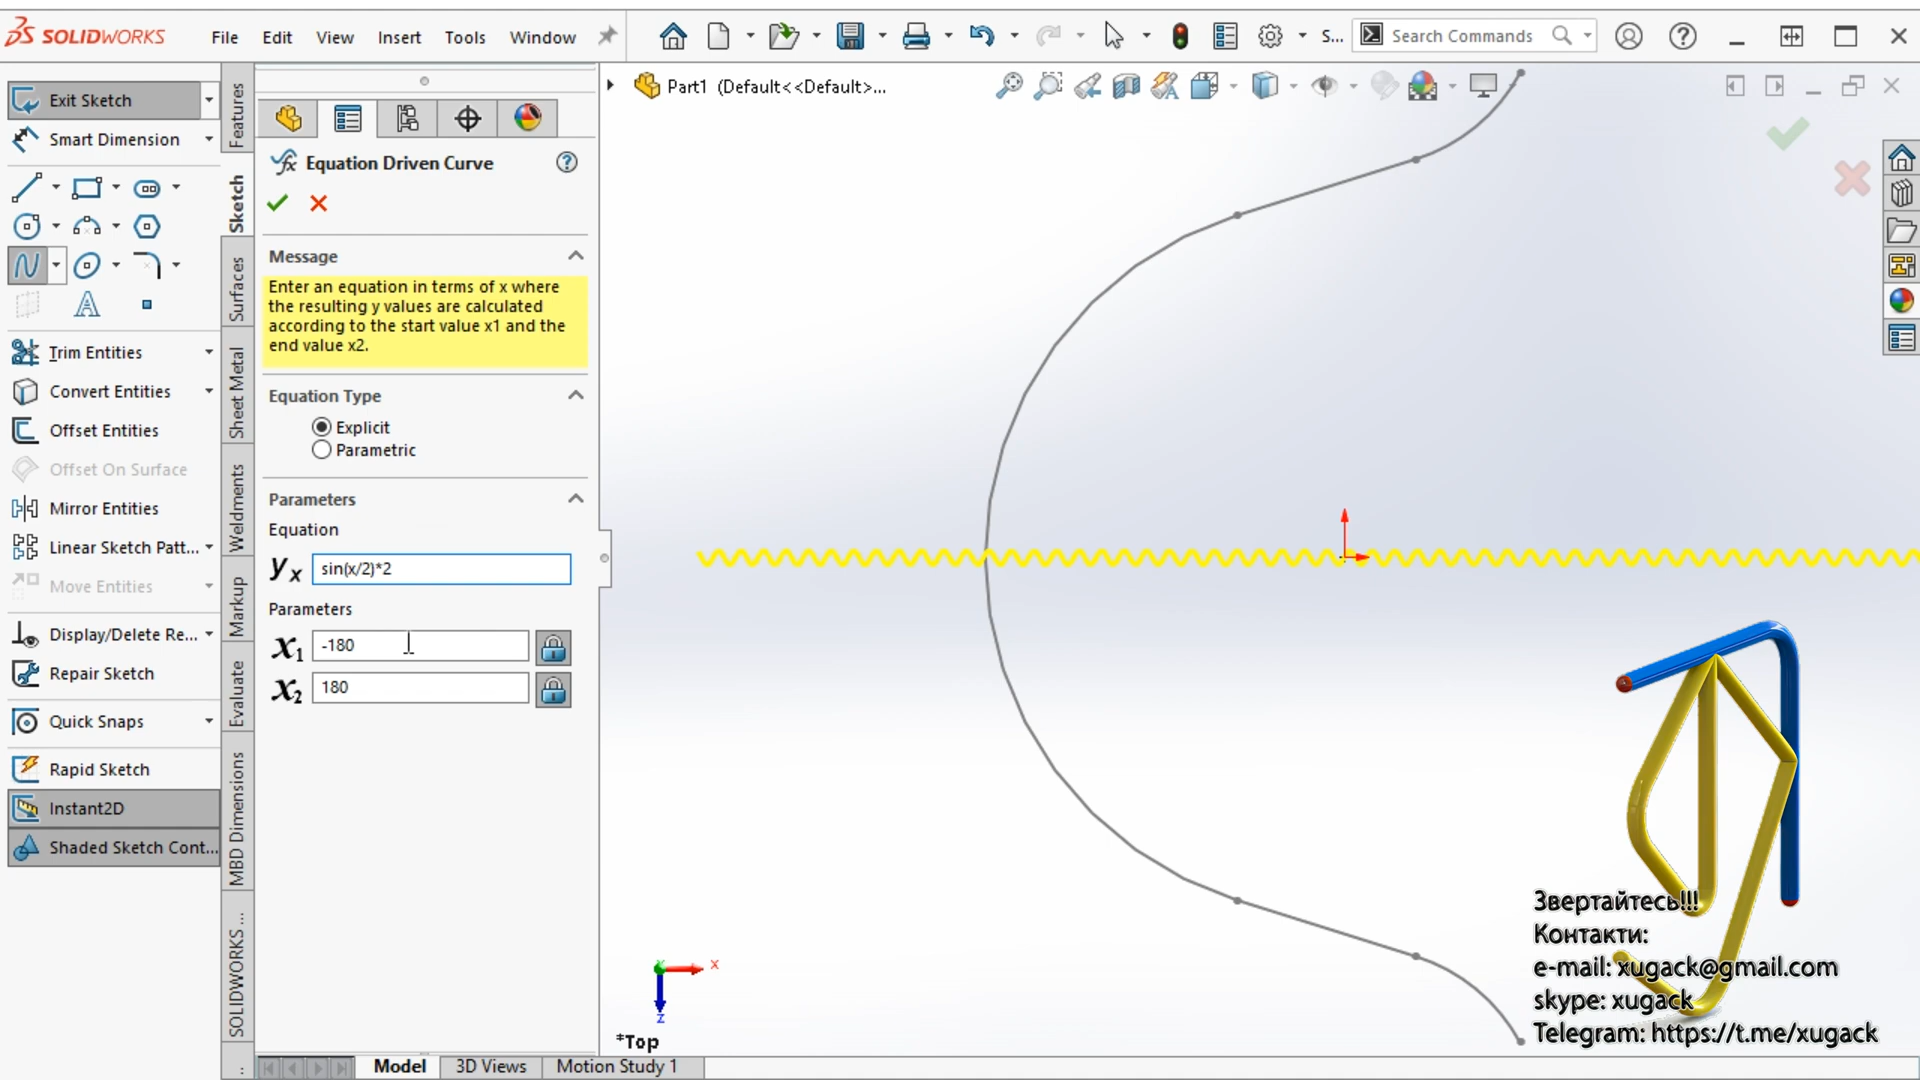 SOLIDWORKS
File
Edit
View
Insert
Tools
Window
S...
Search Commands
Exit Sketch
Smart Dimension
Trim Entities
Convert Entities
Offset Entities
Offset On Surface
Mirror Entities
Linear Sketch Patt...
Move Entities
Display/Delete Re...
Repair Sketch
Quick Snaps
Rapid Sketch
Instant2D
Shaded Sketch Cont...
Features
Sketch
Surfaces
Sheet Metal
Weldments
Markup
Evaluate
MBD Dimensions
SOLIDWORKS ...
Equation Driven Curve
Message
Enter an equation in terms of x where
the resulting y values are calculated
according to the start value x1 and the
end value x2.
Equation Type
Explicit
Parametric
Parameters
Equation
yx sin(x/2)*2
Parameters
x1 -180
x2 180
Part1 (Default<<Default>...
X
Y
Z
*Top
Звертайтесь!!!
Контакти:
e-mail: xugack@gmail.com
skype: xugack
Telegram: https://t.me/xugack
Model
3D Views
Motion Study 1